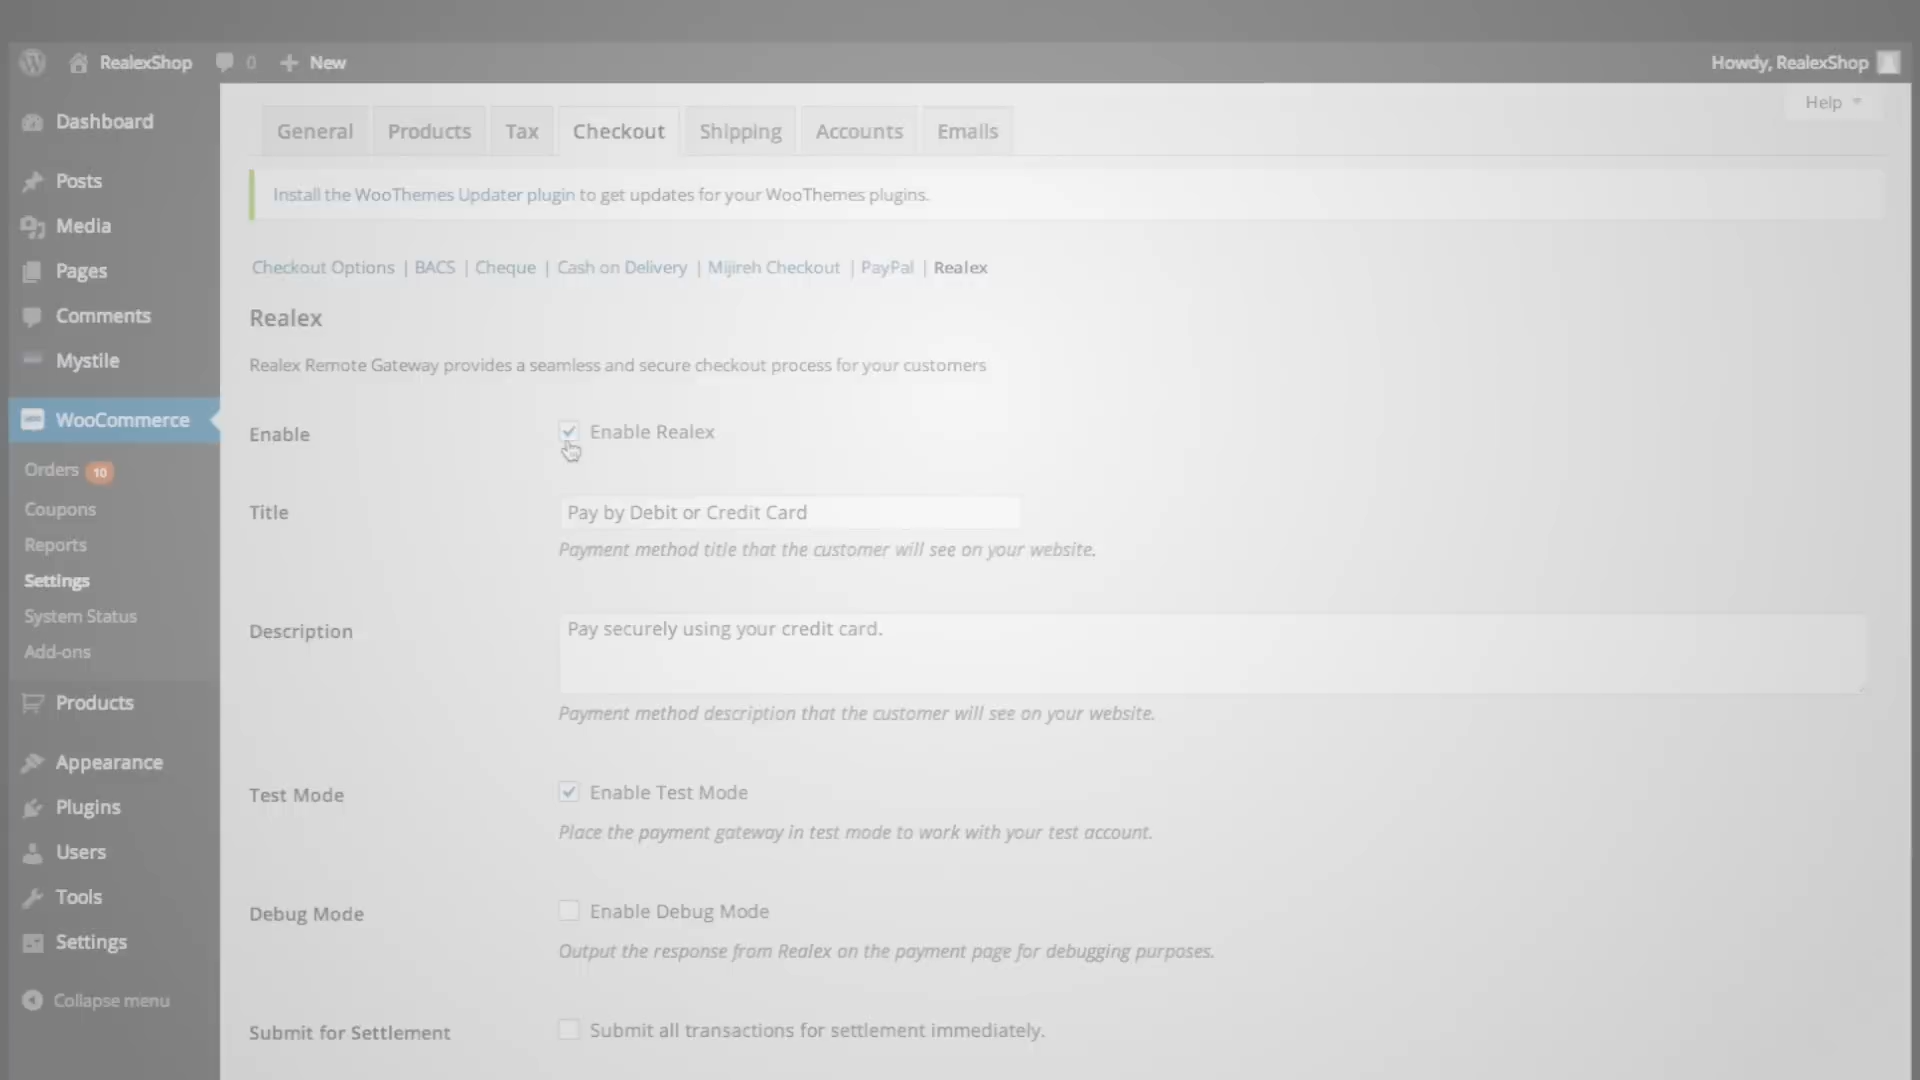 RealexShop 0 New Howdy, RealexShop
Help
General Products Tax Checkout Shipping Accounts Emails
Install the WooThemes Updater plugin to get updates for your WooThemes plugins.
Checkout Options | BACS | Cheque | Cash on Delivery | Mijireh Checkout | PayPal | Realex
Realex
Realex Remote Gateway provides a seamless and secure checkout process for your customers
Enable Enable Realex
Title Pay by Debit or Credit Card
Payment method title that the customer will see on your website.
Description Pay securely using your credit card.
Payment method description that the customer will see on your website.
Test Mode Enable Test Mode
Place the payment gateway in test mode to work with your test account.
Debug Mode Enable Debug Mode
Output the response from Realex on the payment page for debugging purposes.
Submit for Settlement Submit all transactions for settlement immediately.
Dashboard
Posts
Media
Pages
Comments
Mystile
WooCommerce
Orders 10
Coupons
Reports
Settings
System Status
Add-ons
Products
Appearance
Plugins
Users
Tools
Settings
Collapse menu